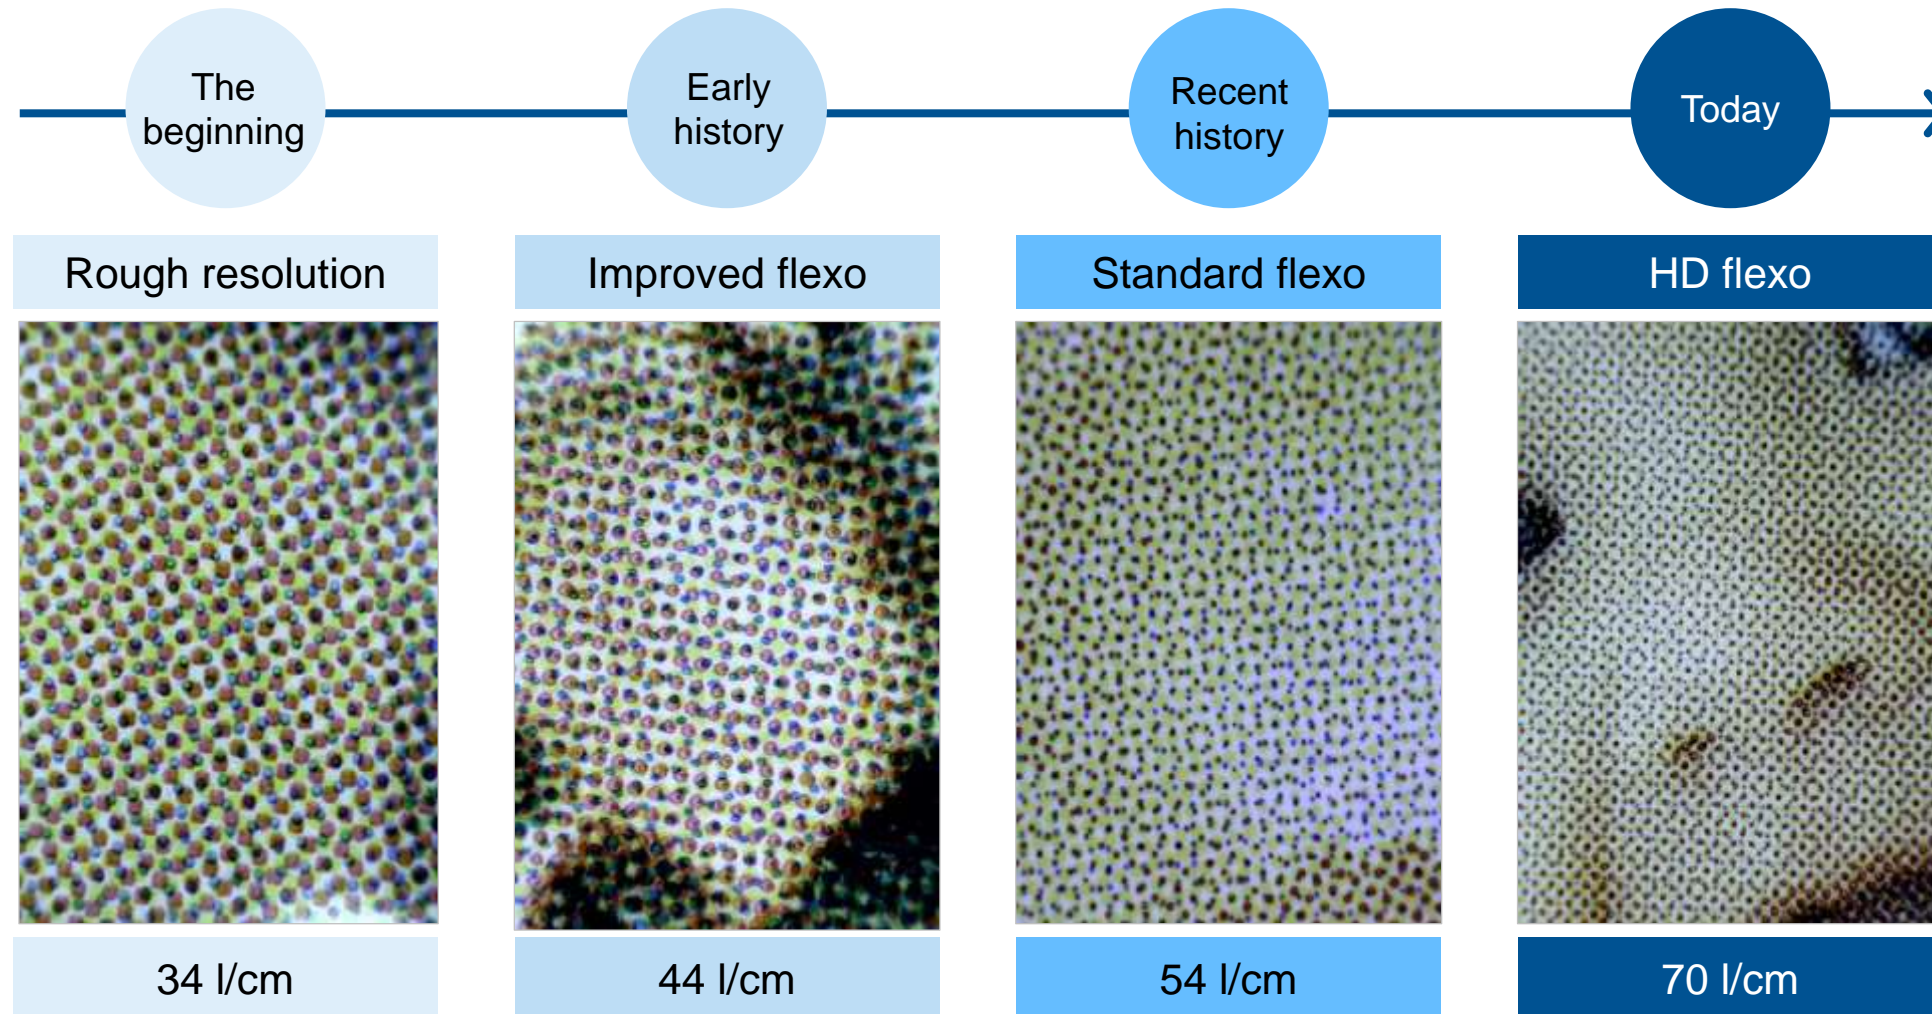 The
beginning
Early
history
Recent
history
Today
Rough resolution
Improved flexo
Standard flexo
HD flexo
34 l/cm
44 l/cm
54 l/cm
70 l/cm